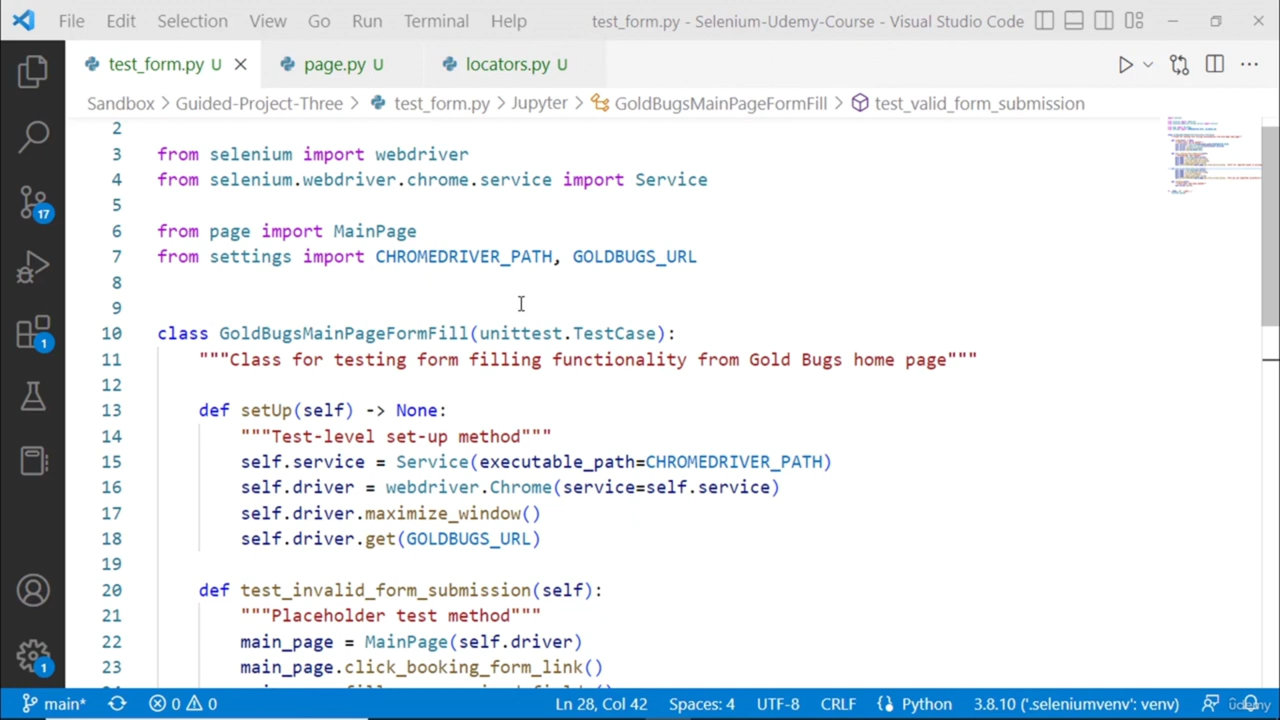 File Edit Selection View Go Run Terminal Help test_form.py - Selenium-Udemy-Course - Visual Studio Code
test_form.py U page.py U locators.py U
Sandbox > Guided-Project-Three > test_form.py > Jupyter > GoldBugsMainPageFormFill > test_valid_form_submission
2
3 from selenium import webdriver
4 from selenium.webdriver.chrome.service import Service
5
6 from page import MainPage
7 from settings import CHROMEDRIVER_PATH, GOLDBUGS_URL
8
9
10 class GoldBugsMainPageFormFill(unittest.TestCase):
11 """Class for testing form filling functionality from Gold Bugs home page"""
12
13 def setUp(self) -> None:
14 """Test-level set-up method"""
15 self.service = Service(executable_path=CHROMEDRIVER_PATH)
16 self.driver = webdriver.Chrome(service=self.service)
17 self.driver.maximize_window()
18 self.driver.get(GOLDBUGS_URL)
19
20 def test_invalid_form_submission(self):
21 """Placeholder test method"""
22 main_page = MainPage(self.driver)
23 main_page.click_booking_form_link()
17
1
1
main* 0 0 Ln 28, Col 42 Spaces: 4 UTF-8 CRLF Python 3.8.10 ('.seleniumvenv': venv)
udemy